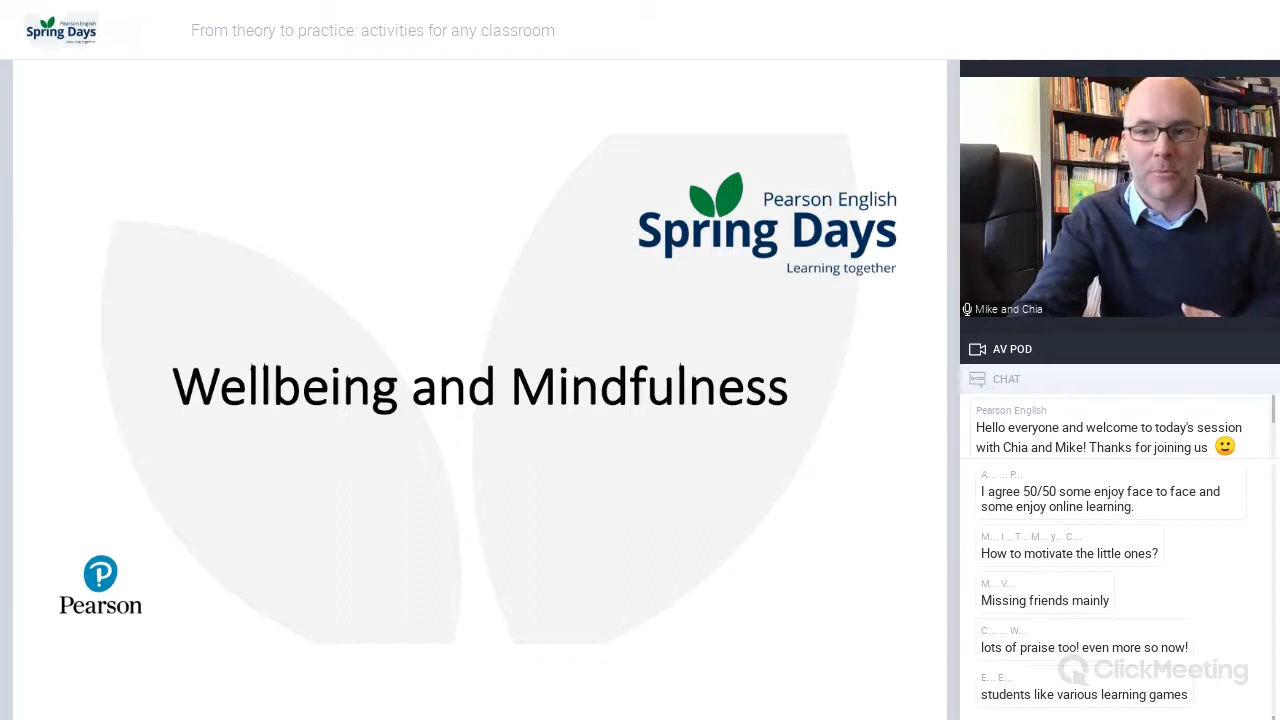 Pearson English
Spring Days
Learning together
From theory to practice: activities for any classroom
Pearson English
Spring Days
Learning together
Wellbeing and Mindfulness
Pearson
Mike and Chia
AV POD
CHAT
Pearson English
Hello everyone and welcome to today's session
with Chia and Mike! Thanks for joining us
A... ... P...
I agree 50/50 some enjoy face to face and
some enjoy online learning.
M... I... T... M... y... C...
How to motivate the little ones?
M... V...
Missing friends mainly
C... ... W...
lots of praise too! even more so now!
ClickMeeting
E... E...
students like various learning games